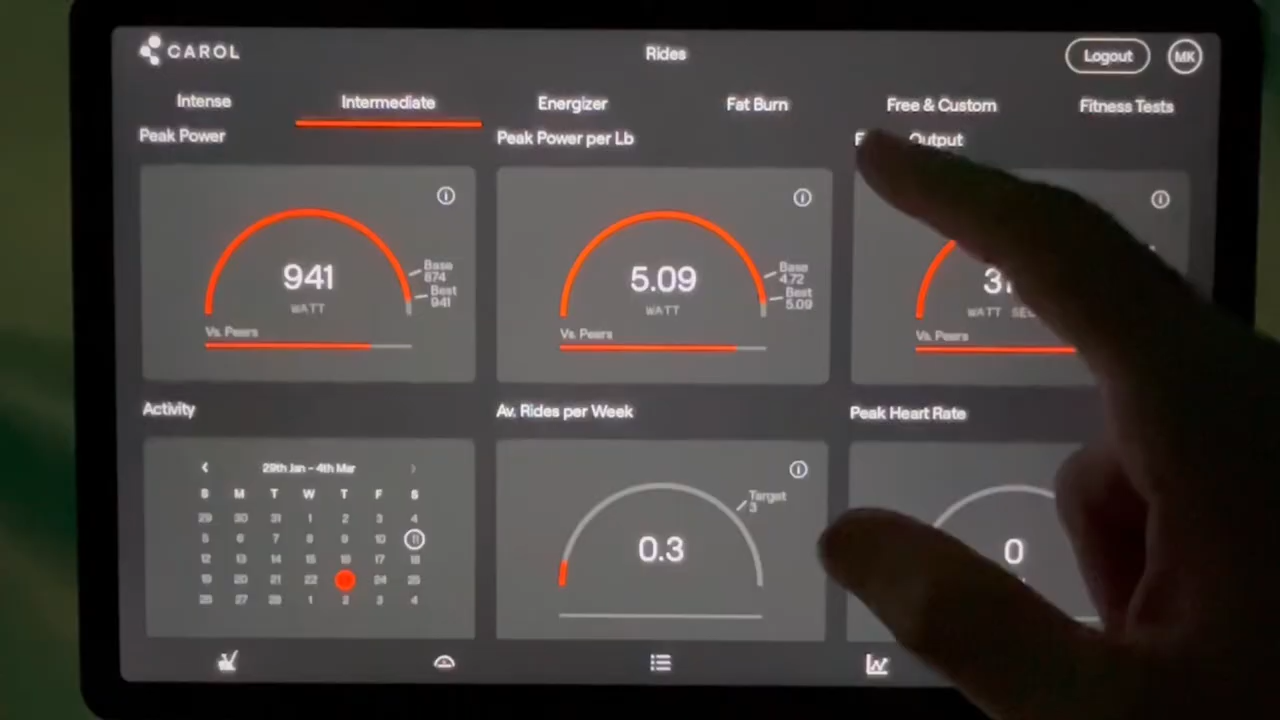 CAROL
Rides
Logout
MK
Intense
Intermediate
Energizer
Fat Burn
Free & Custom
Fitness Tests
Peak Power
Peak Power per Lb
Output
941
WATT
Base
874
Best
941
Vs. Peers
5.09
WATT
Base
4.72
Best
5.09
Vs. Peers
WATT
Vs. Peers
Activity
Av. Rides per Week
Peak Heart Rate
29th Jan - 4th Mar
S M T W T F S
29 30 31 1 2 3 4
5 6 7 8 9 10 11
12 13 14 15 16 17 18
19 20 21 22 24 25
26 27 28 1 2 3 4
0.3
Target
3
0